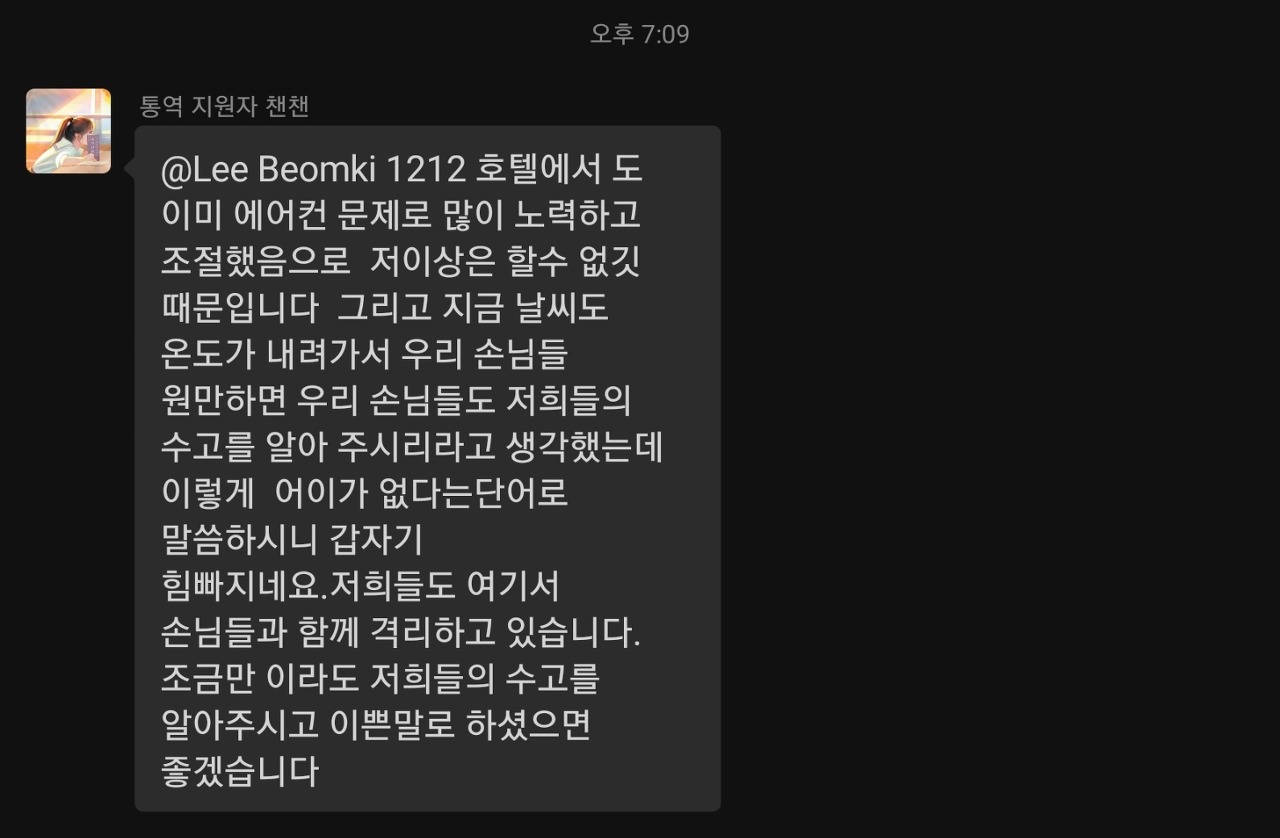 오후 7:09
통역 지원자 챈챈
@Lee Beomki 1212 호텔에서 도
이미 에어컨 문제로 많이 노력하고
조절했음으로  저이상은 할수 없깃
때문입니다  그리고 지금 날씨도
온도가 내려가서 우리 손님들
원만하면 우리 손님들도 저희들의
수고를 알아 주시리라고 생각했는데
이렇게  어이가 없다는단어로
말씀하시니 갑자기
힘빠지네요.저희들도 여기서
손님들과 함께 격리하고 있습니다.
조금만 이라도 저희들의 수고를
알아주시고 이쁜말로 하셨으면
좋겠습니다